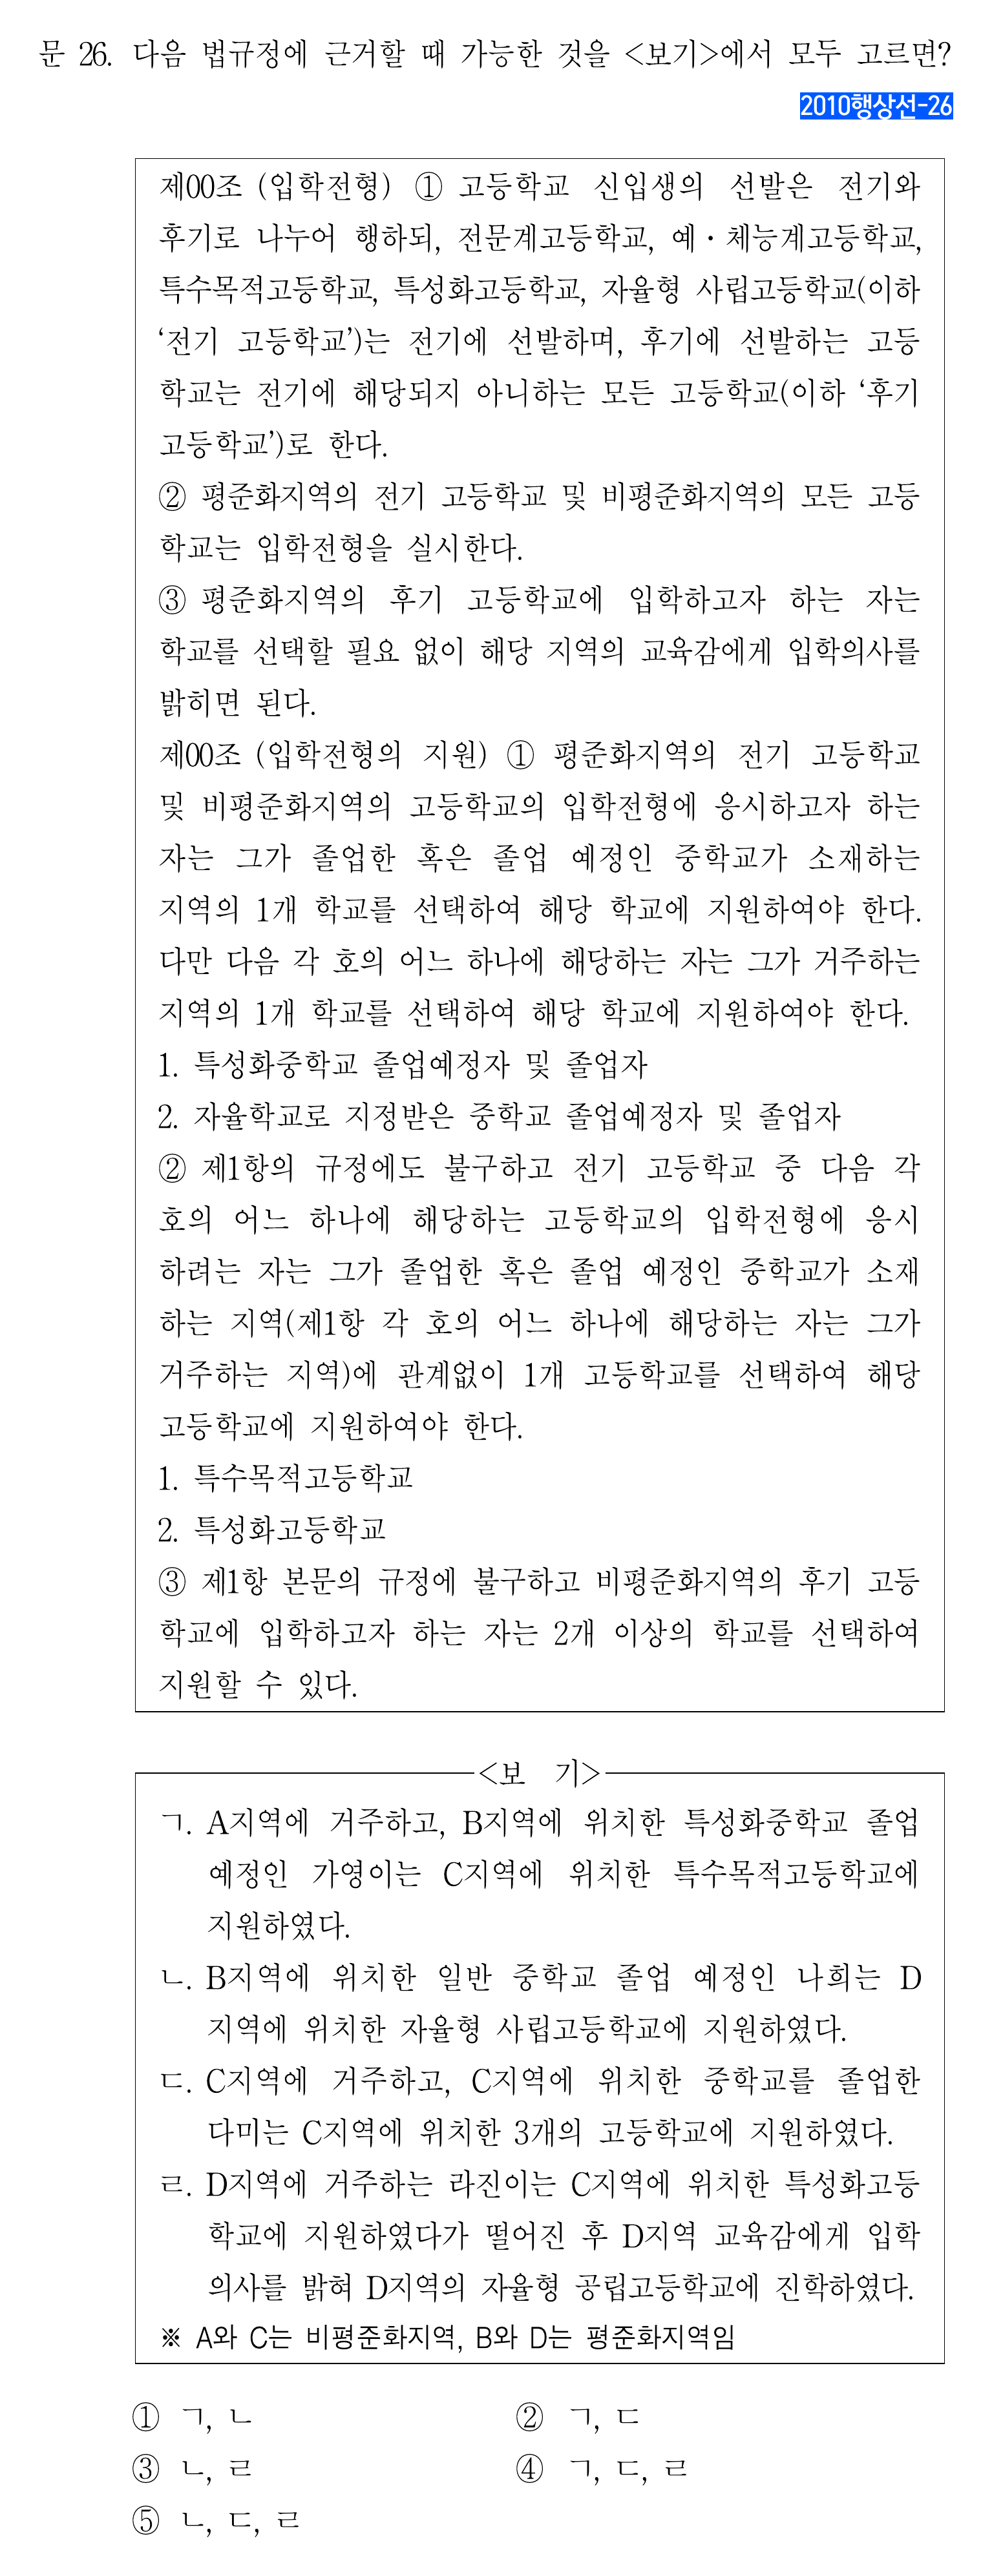 문 26. 다음 법규정에 근거할 때 가능한 것을 <보기>에서 모두 고르면?
2010행상선-26
제00조 (입학전형) ① 고등학교 신입생의 선발은 전기와
후기로 나누어 행하되, 전문계고등학교, 예·체능계고등학교,
특수목적고등학교, 특성화고등학교, 자율형 사립고등학교(이하
‘전기 고등학교’)는 전기에 선발하며, 후기에 선발하는 고등
학교는 전기에 해당되지 아니하는 모든 고등학교(이하 ‘후기
고등학교’)로 한다.
② 평준화지역의 전기 고등학교 및 비평준화지역의 모든 고등
학교는 입학전형을 실시한다.
③ 평준화지역의 후기 고등학교에 입학하고자 하는 자는
학교를 선택할 필요 없이 해당 지역의 교육감에게 입학의사를
밝히면 된다.
제00조 (입학전형의 지원) ① 평준화지역의 전기 고등학교
및 비평준화지역의 고등학교의 입학전형에 응시하고자 하는
자는 그가 졸업한 혹은 졸업 예정인 중학교가 소재하는
지역의 1개 학교를 선택하여 해당 학교에 지원하여야 한다.
다만 다음 각 호의 어느 하나에 해당하는 자는 그가 거주하는
지역의 1개 학교를 선택하여 해당 학교에 지원하여야 한다.
1. 특성화중학교 졸업예정자 및 졸업자
2. 자율학교로 지정받은 중학교 졸업예정자 및 졸업자
② 제1항의 규정에도 불구하고 전기 고등학교 중 다음 각
호의 어느 하나에 해당하는 고등학교의 입학전형에 응시
하려는 자는 그가 졸업한 혹은 졸업 예정인 중학교가 소재
하는 지역(제1항 각 호의 어느 하나에 해당하는 자는 그가
거주하는 지역)에 관계없이 1개 고등학교를 선택하여 해당
고등학교에 지원하여야 한다.
1. 특수목적고등학교
2. 특성화고등학교
③ 제1항 본문의 규정에 불구하고 비평준화지역의 후기 고등
학교에 입학하고자 하는 자는 2개 이상의 학교를 선택하여
지원할 수 있다.
<보 기>
ㄱ. A지역에 거주하고, B지역에 위치한 특성화중학교 졸업
예정인 가영이는 C지역에 위치한 특수목적고등학교에
지원하였다.
ㄴ. B지역에 위치한 일반 중학교 졸업 예정인 나희는 D
지역에 위치한 자율형 사립고등학교에 지원하였다.
ㄷ. C지역에 거주하고, C지역에 위치한 중학교를 졸업한
다미는 C지역에 위치한 3개의 고등학교에 지원하였다.
ㄹ. D지역에 거주하는 라진이는 C지역에 위치한 특성화고등
학교에 지원하였다가 떨어진 후 D지역 교육감에게 입학
의사를 밝혀 D지역의 자율형 공립고등학교에 진학하였다.
※ A와 C는 비평준화지역, B와 D는 평준화지역임
① ㄱ, ㄴ ② ㄱ, ㄷ
③ ㄴ, ㄹ ④ ㄱ, ㄷ, ㄹ
⑤ ㄴ, ㄷ, ㄹ